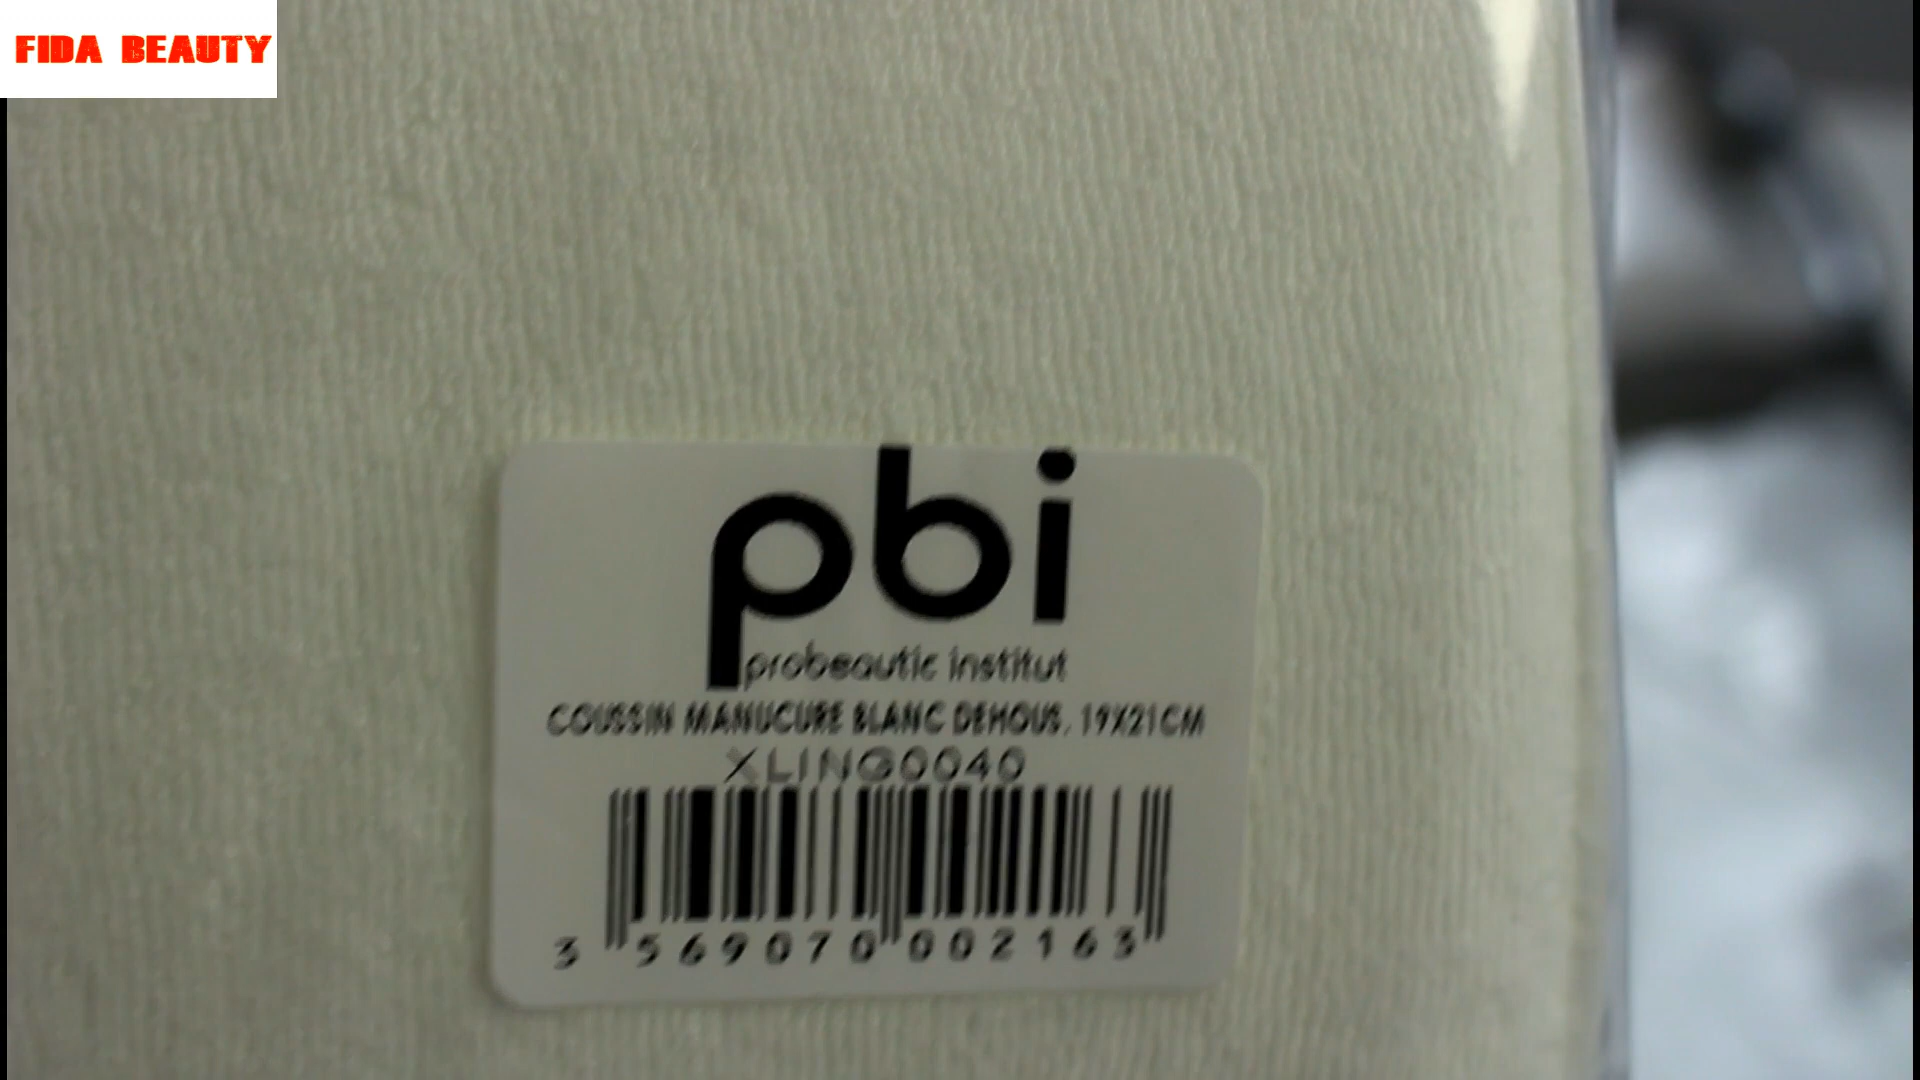 FIDA BEAUTY
pbi
probeautic institut
COUSSIN MANUCURE BLANC DEHOUS. 19X21CM
XLING0040
3 569070 002163